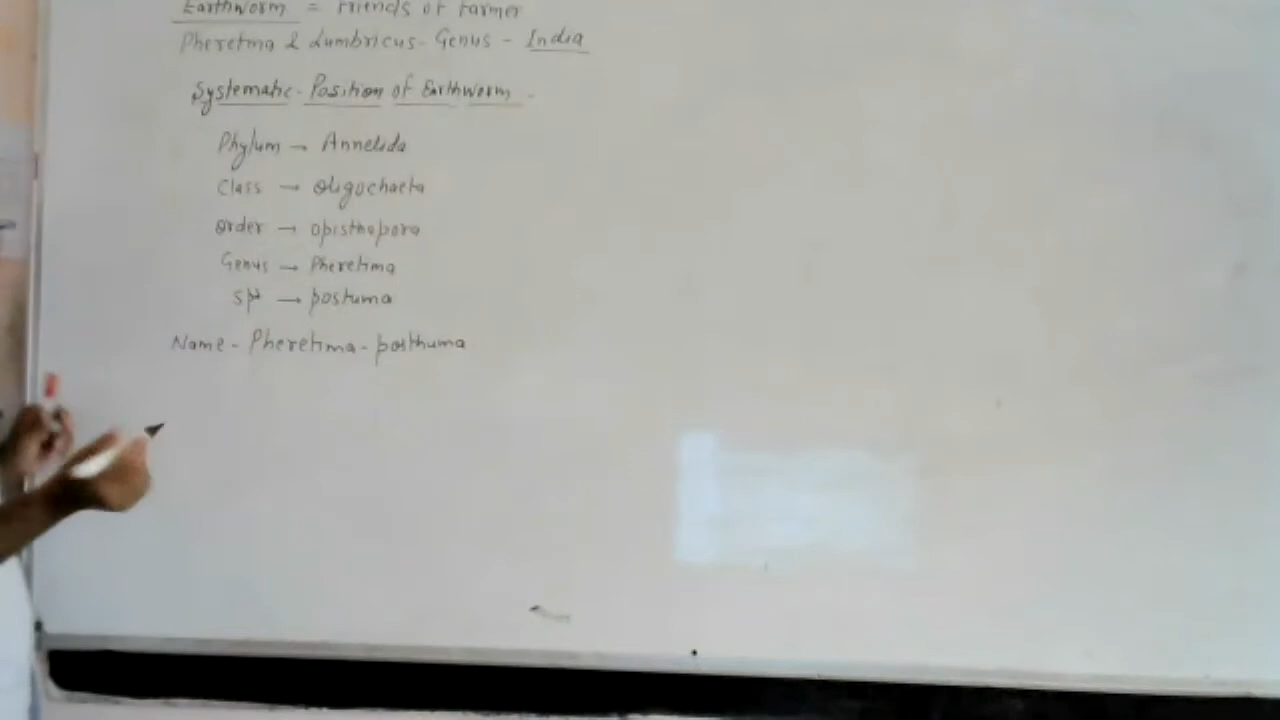 Earthworm = Friends of Farmer
Pheretma & Lumbricus - Genus - India
Systematic - Position of Earthworm -
Phylum → Annelida
Class → Oligochaeta
Order → Opisthopora
Genus → Pheretima
sp → postuma
Name - Pheretima - posthuma